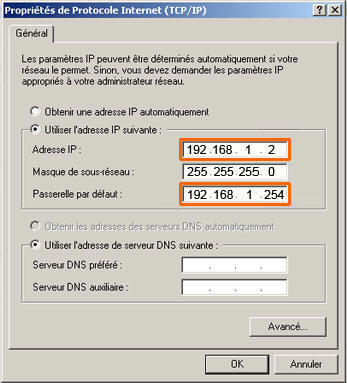 Propriétés de Protocole Internet (TCP/IP)
Général
Les paramètres IP peuvent être déterminés automatiquement si votre
réseau le permet. Sinon, vous devez demander les paramètres IP
appropriés à votre administrateur réseau.
Obtenir une adresse IP automatiquement
Utiliser l'adresse IP suivante :
Adresse IP : 192 . 168 . 1 . 2
Masque de sous-réseau : 255 . 255 . 255 . 0
Passerelle par défaut : 192 . 168 . 1 . 254
Obtenir les adresses des serveurs DNS automatiquement
Utiliser l'adresse de serveur DNS suivante :
Serveur DNS préféré : . . .
Serveur DNS auxiliaire : . . .
Avancé...
OK Annuler